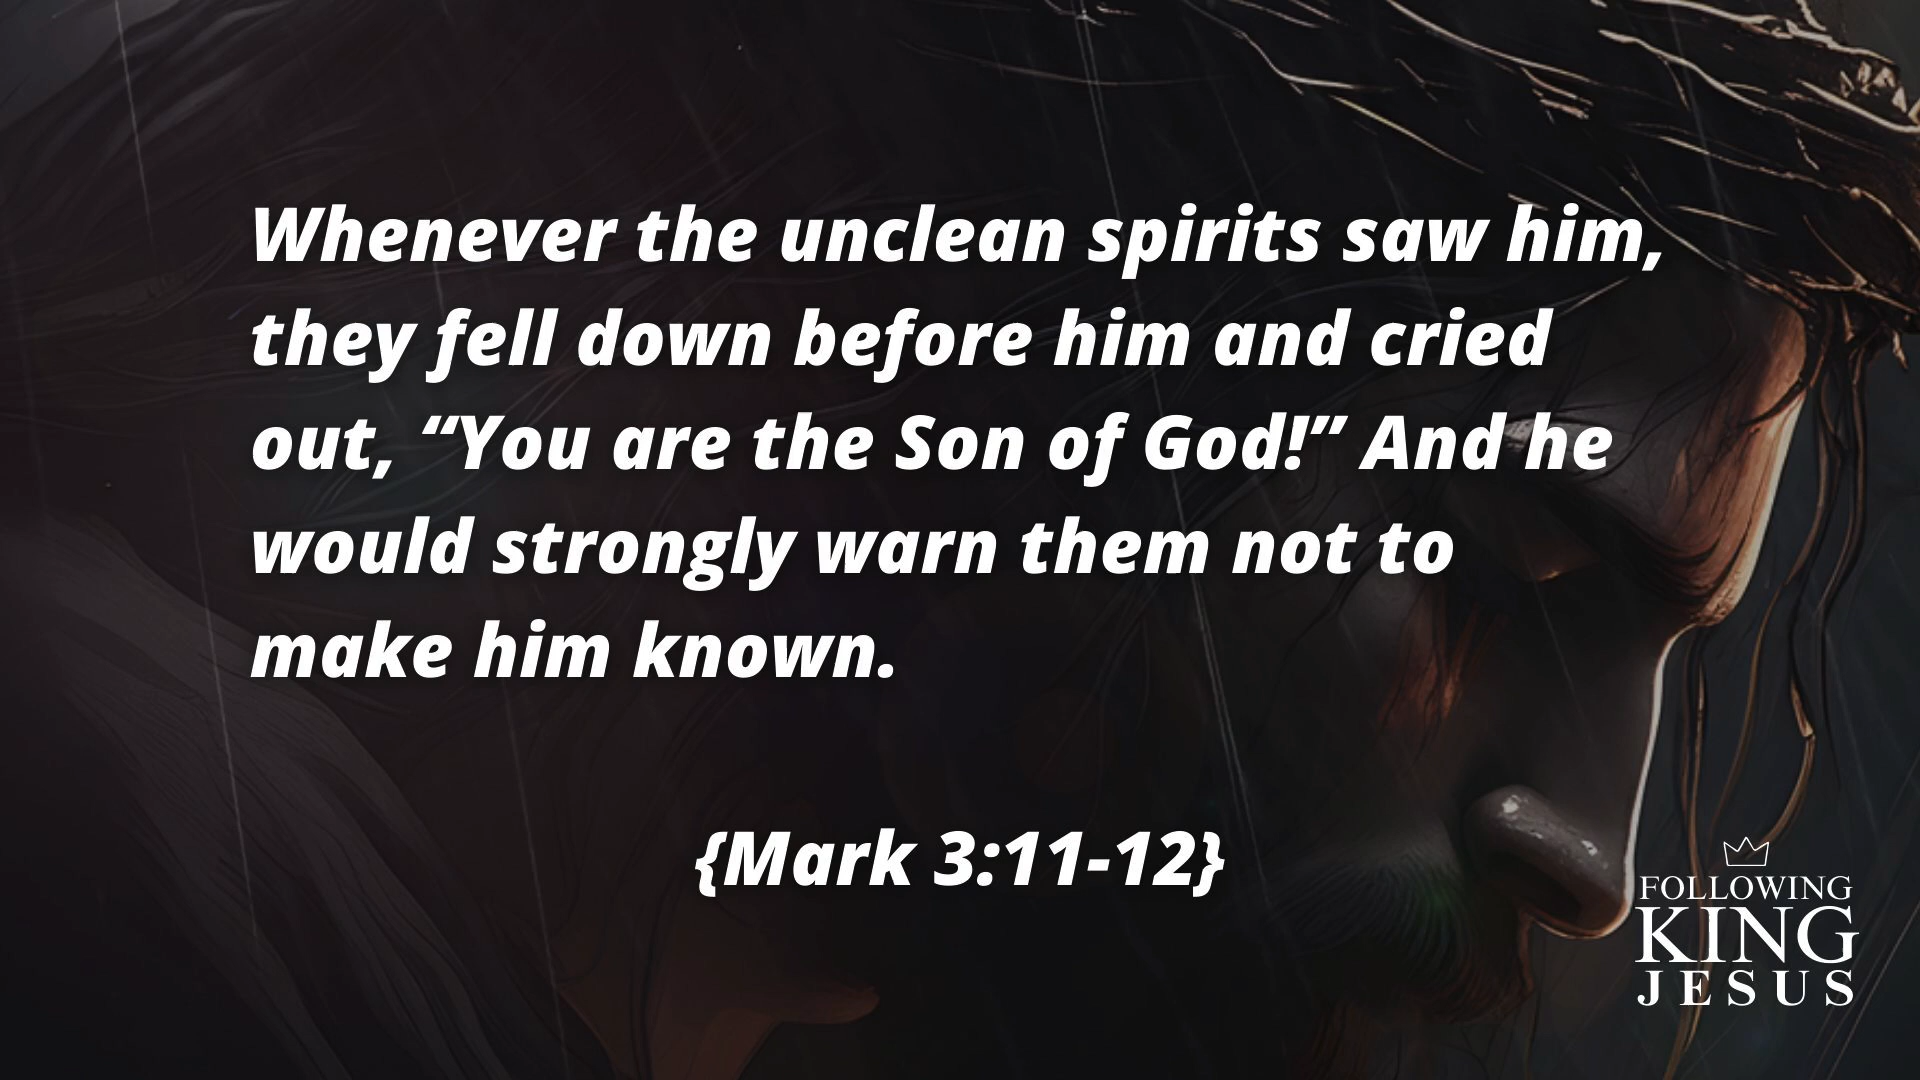 Whenever the unclean spirits saw him,
they fell down before him and cried
out, “You are the Son of God!” And he
would strongly warn them not to
make him known.
{Mark 3:11-12}
FOLLOWING
KING
JESUS